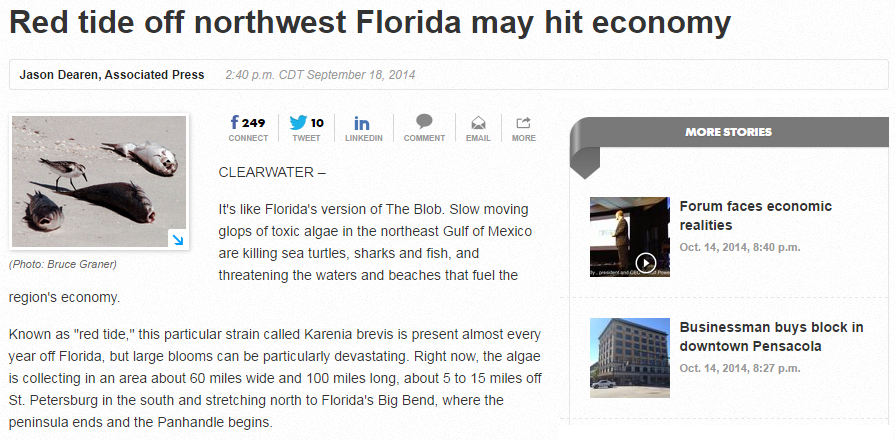 Red tide off northwest Florida may hit economy
Jason Dearen, Associated Press 2:40 p.m. CDT September 18, 2014
249
CONNECT
10
TWEET
LINKEDIN
COMMENT
EMAIL
MORE
(Photo: Bruce Graner)
CLEARWATER –
It's like Florida's version of The Blob. Slow moving
glops of toxic algae in the northeast Gulf of Mexico
are killing sea turtles, sharks and fish, and
threatening the waters and beaches that fuel the
region's economy.
Known as "red tide," this particular strain called Karenia brevis is present almost every
year off Florida, but large blooms can be particularly devastating. Right now, the algae
is collecting in an area about 60 miles wide and 100 miles long, about 5 to 15 miles off
St. Petersburg in the south and stretching north to Florida's Big Bend, where the
peninsula ends and the Panhandle begins.
MORE STORIES
Forum faces economic
realities
Oct. 14, 2014, 8:40 p.m.
Businessman buys block in
downtown Pensacola
Oct. 14, 2014, 8:27 p.m.